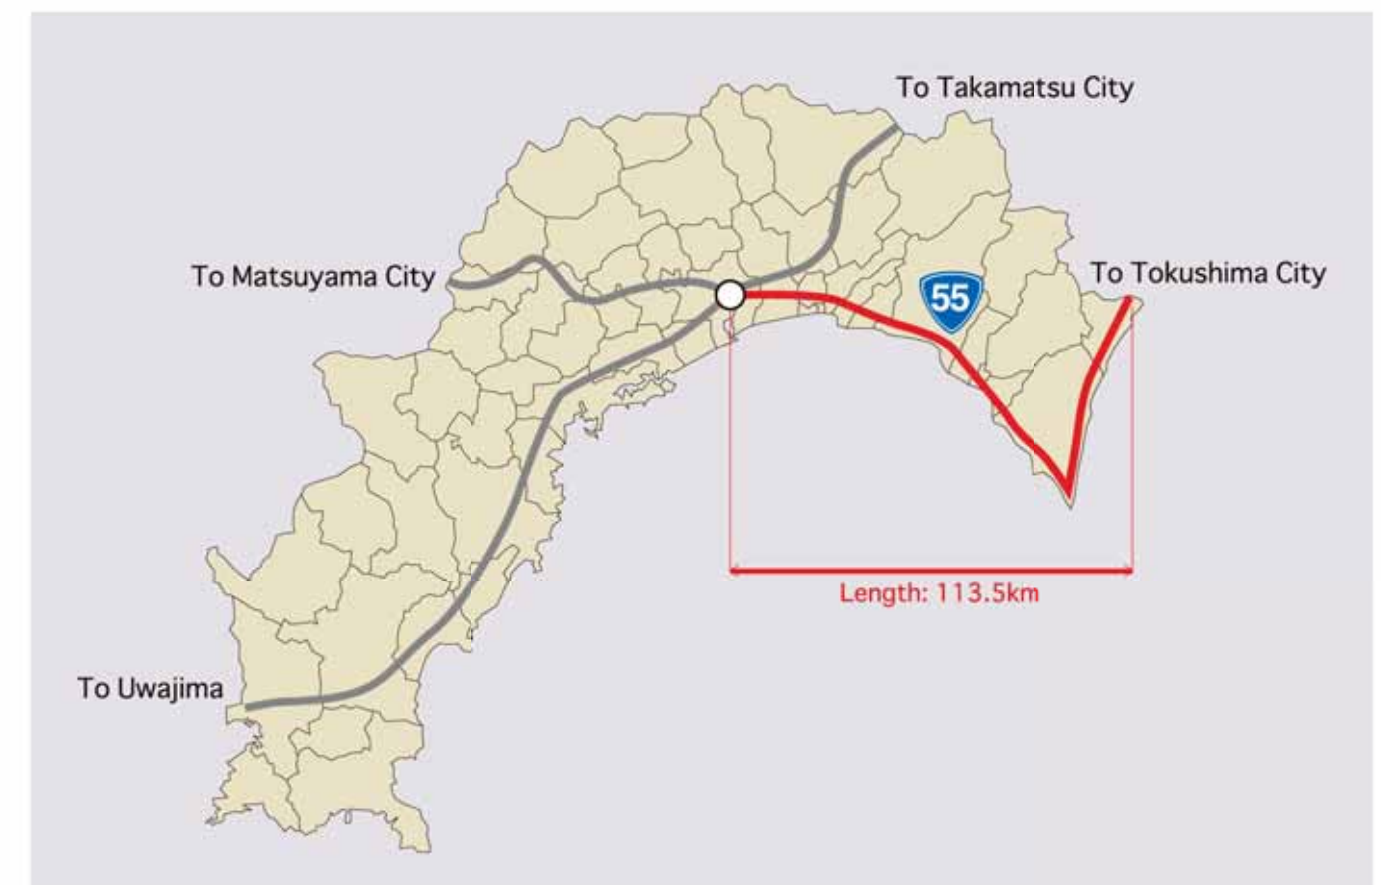 To Takamatsu City
To Matsuyama City
To Tokushima City
55
Length: 113.5km
To Uwajima